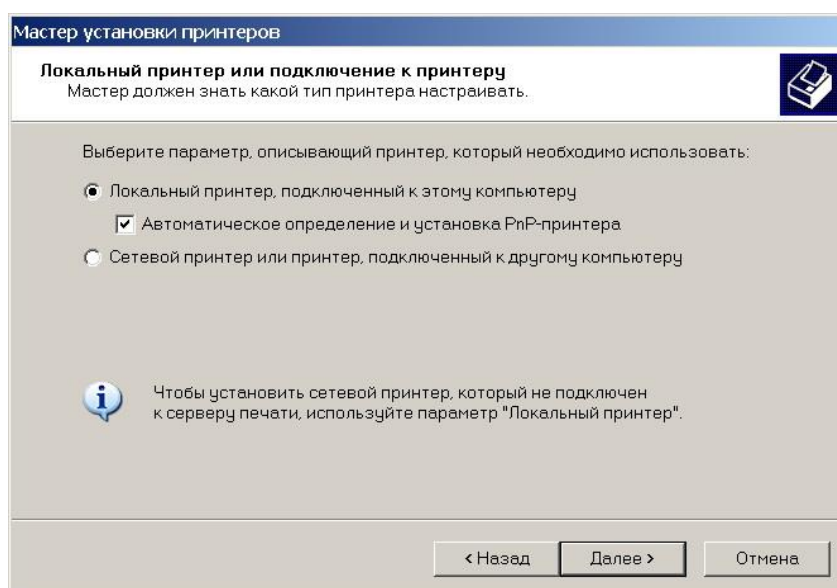 Мастер установки принтеров
Локальный принтер или подключение к принтеру
Мастер должен знать какой тип принтера настраивать.
Выберите параметр, описывающий принтер, который необходимо использовать:
Локальный принтер, подключенный к этому компьютеру
Автоматическое определение и установка PnP-принтера
Сетевой принтер или принтер, подключенный к другому компьютеру
Чтобы установить сетевой принтер, который не подключен
к серверу печати, используйте параметр "Локальный принтер".
< Назад Далее > Отмена